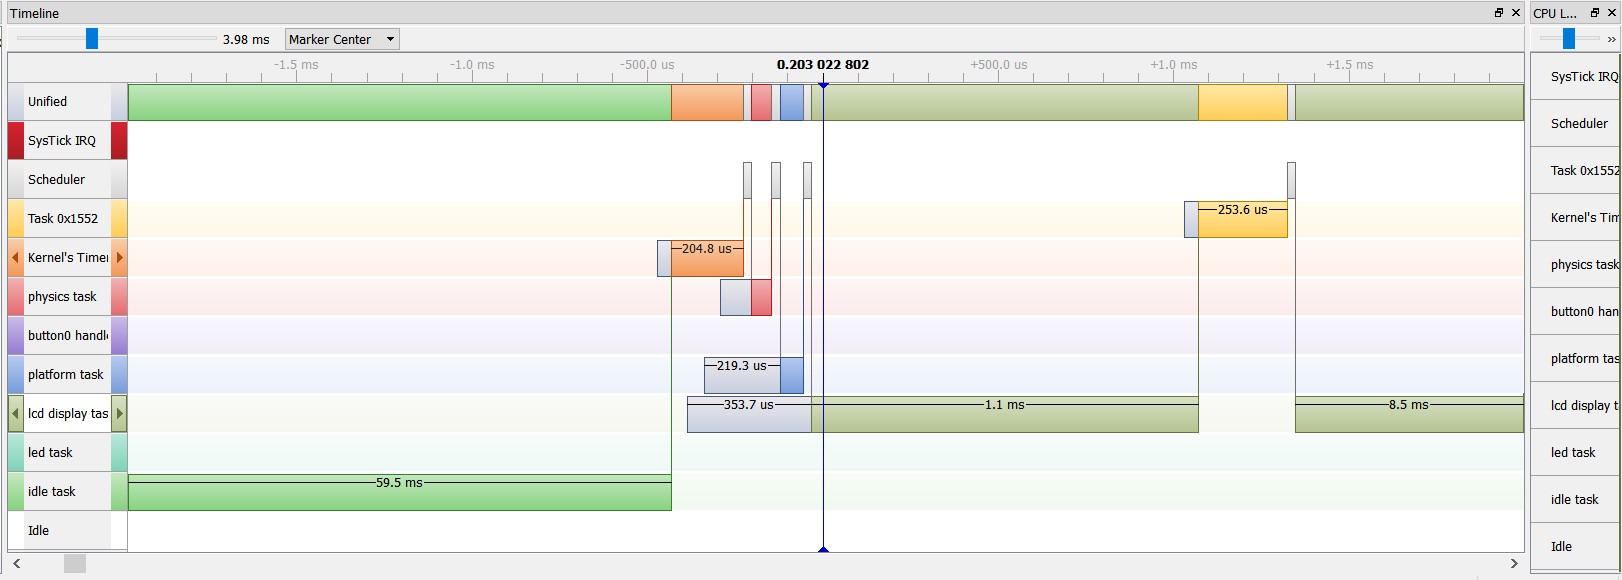 Timeline
CPU L...
3.98 ms
Marker Center
»
-1.5 ms
-1.0 ms
-500.0 us
0.203 022 802
+500.0 us
+1.0 ms
+1.5 ms
Unified
SysTick IRQ
Scheduler
Task 0x1552
253.6 us
Kernel's Timer
204.8 us
physics task
button0 handl
platform task
219.3 us
lcd display tas
353.7 us
1.1 ms
8.5 ms
led task
idle task
59.5 ms
Idle
SysTick IRQ
Scheduler
Task 0x1552
Kernel's Tim
physics task
button0 han
platform tas
lcd display t
led task
idle task
Idle